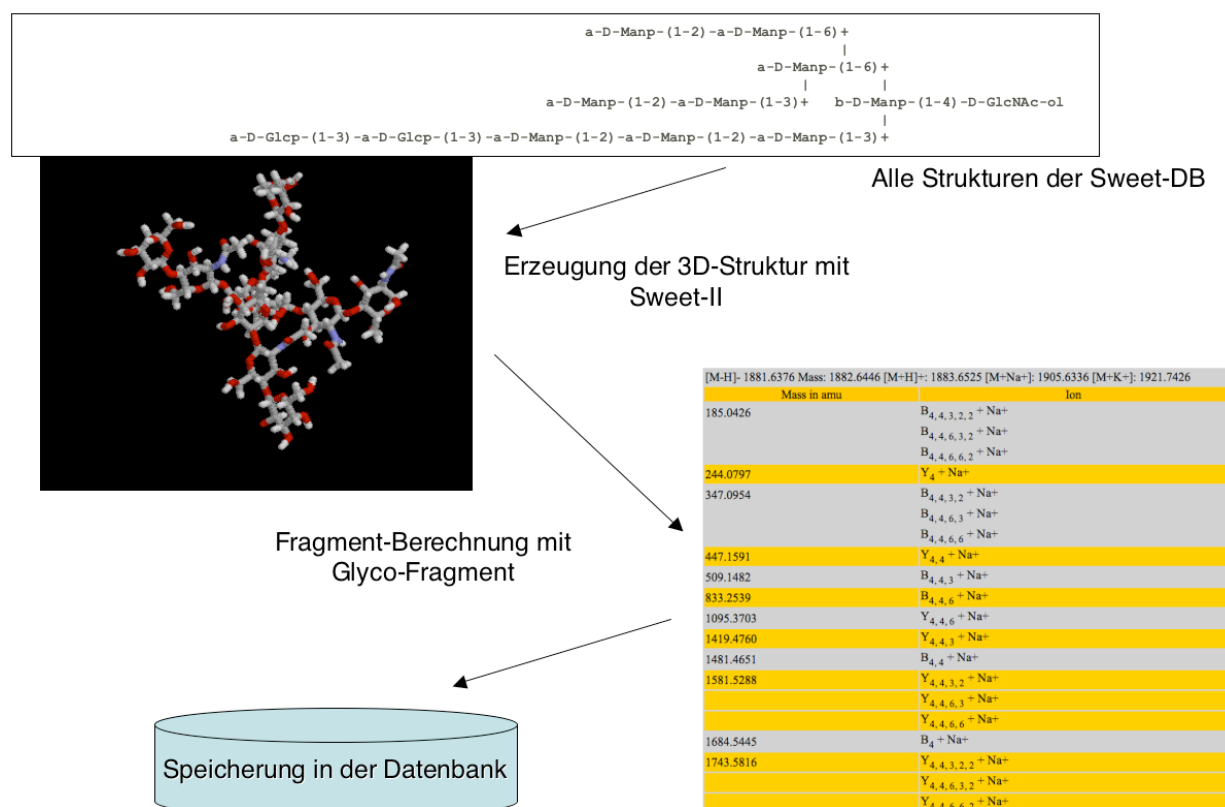 a-D-Manp-(1-2)-a-D-Manp-(1-6)+
|
a-D-Manp-(1-6)+
| |
a-D-Manp-(1-2)-a-D-Manp-(1-3)+ b-D-Manp-(1-4)-D-GlcNAc-ol
|
a-D-Glcp-(1-3)-a-D-Glcp-(1-3)-a-D-Manp-(1-2)-a-D-Manp-(1-2)-a-D-Manp-(1-3)+
Alle Strukturen der Sweet-DB
Erzeugung der 3D-Struktur mit
Sweet-II
Fragment-Berechnung mit
Glyco-Fragment
[M-H]- 1881.6376 Mass: 1882.6446 [M+H]+: 1883.6525 [M+Na+]: 1905.6336 [M+K+]: 1921.7426
Mass in amu Ion
185.0426 B4, 4, 3, 2, 2 + Na+
B4, 4, 6, 3, 2 + Na+
B4, 4, 6, 6, 2 + Na+
244.0797 Y4 + Na+
347.0954 B4, 4, 3, 2 + Na+
B4, 4, 6, 3 + Na+
B4, 4, 6, 6 + Na+
447.1591 Y4, 4 + Na+
509.1482 B4, 4, 3 + Na+
833.2539 B4, 4, 6 + Na+
1095.3703 Y4, 4, 6 + Na+
1419.4760 Y4, 4, 3 + Na+
1481.4651 B4, 4 + Na+
1581.5288 Y4, 4, 3, 2 + Na+
Y4, 4, 6, 3 + Na+
Y4, 4, 6, 6 + Na+
1684.5445 B4 + Na+
1743.5816 Y4, 4, 3, 2, 2 + Na+
Y4, 4, 6, 3, 2 + Na+
Y4, 4, 6, 6, 2 + Na+
Speicherung in der Datenbank